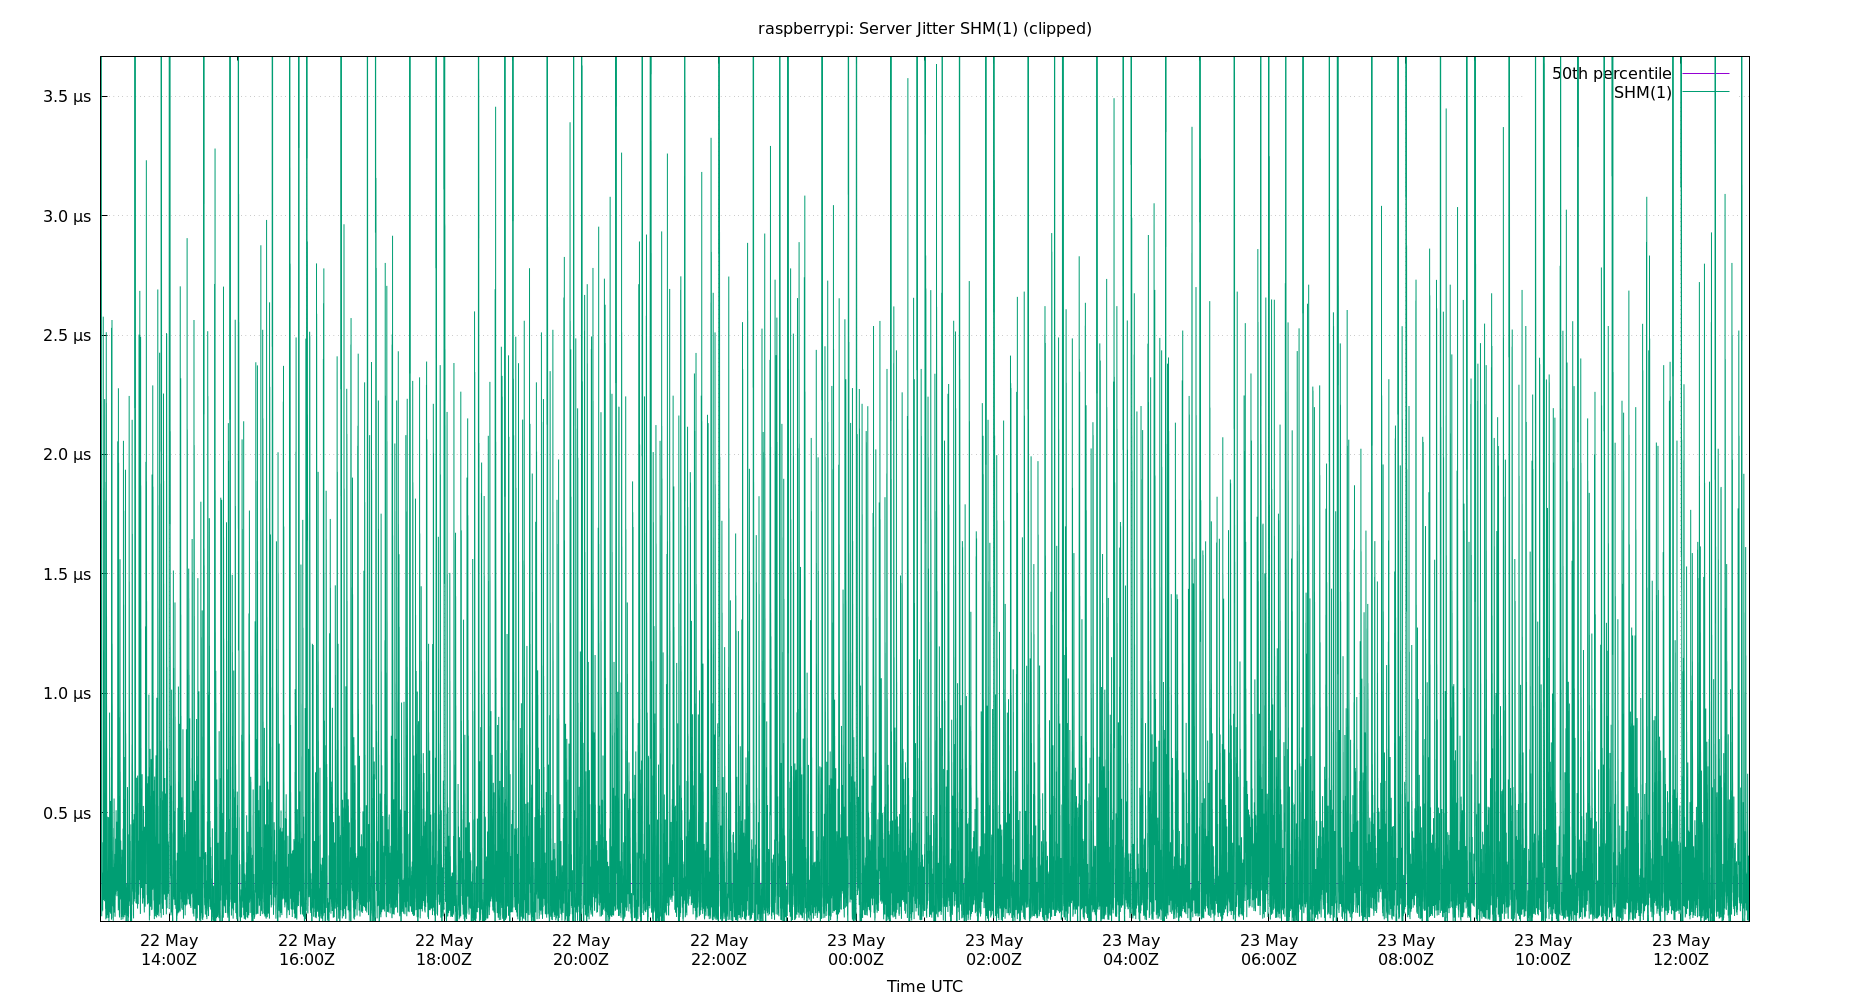 raspberrypi: Server Jitter SHM(1) (clipped)
50th percentile
SHM(1)
3.5 μs
3.0 μs
2.5 μs
2.0 μs
1.5 μs
1.0 μs
0.5 μs
22 May 22 May 22 May 22 May 22 May 23 May 23 May 23 May 23 May 23 May 23 May 23 May
14:00Z 16:00Z 18:00Z 20:00Z 22:00Z 00:00Z 02:00Z 04:00Z 06:00Z 08:00Z 10:00Z 12:00Z
Time UTC